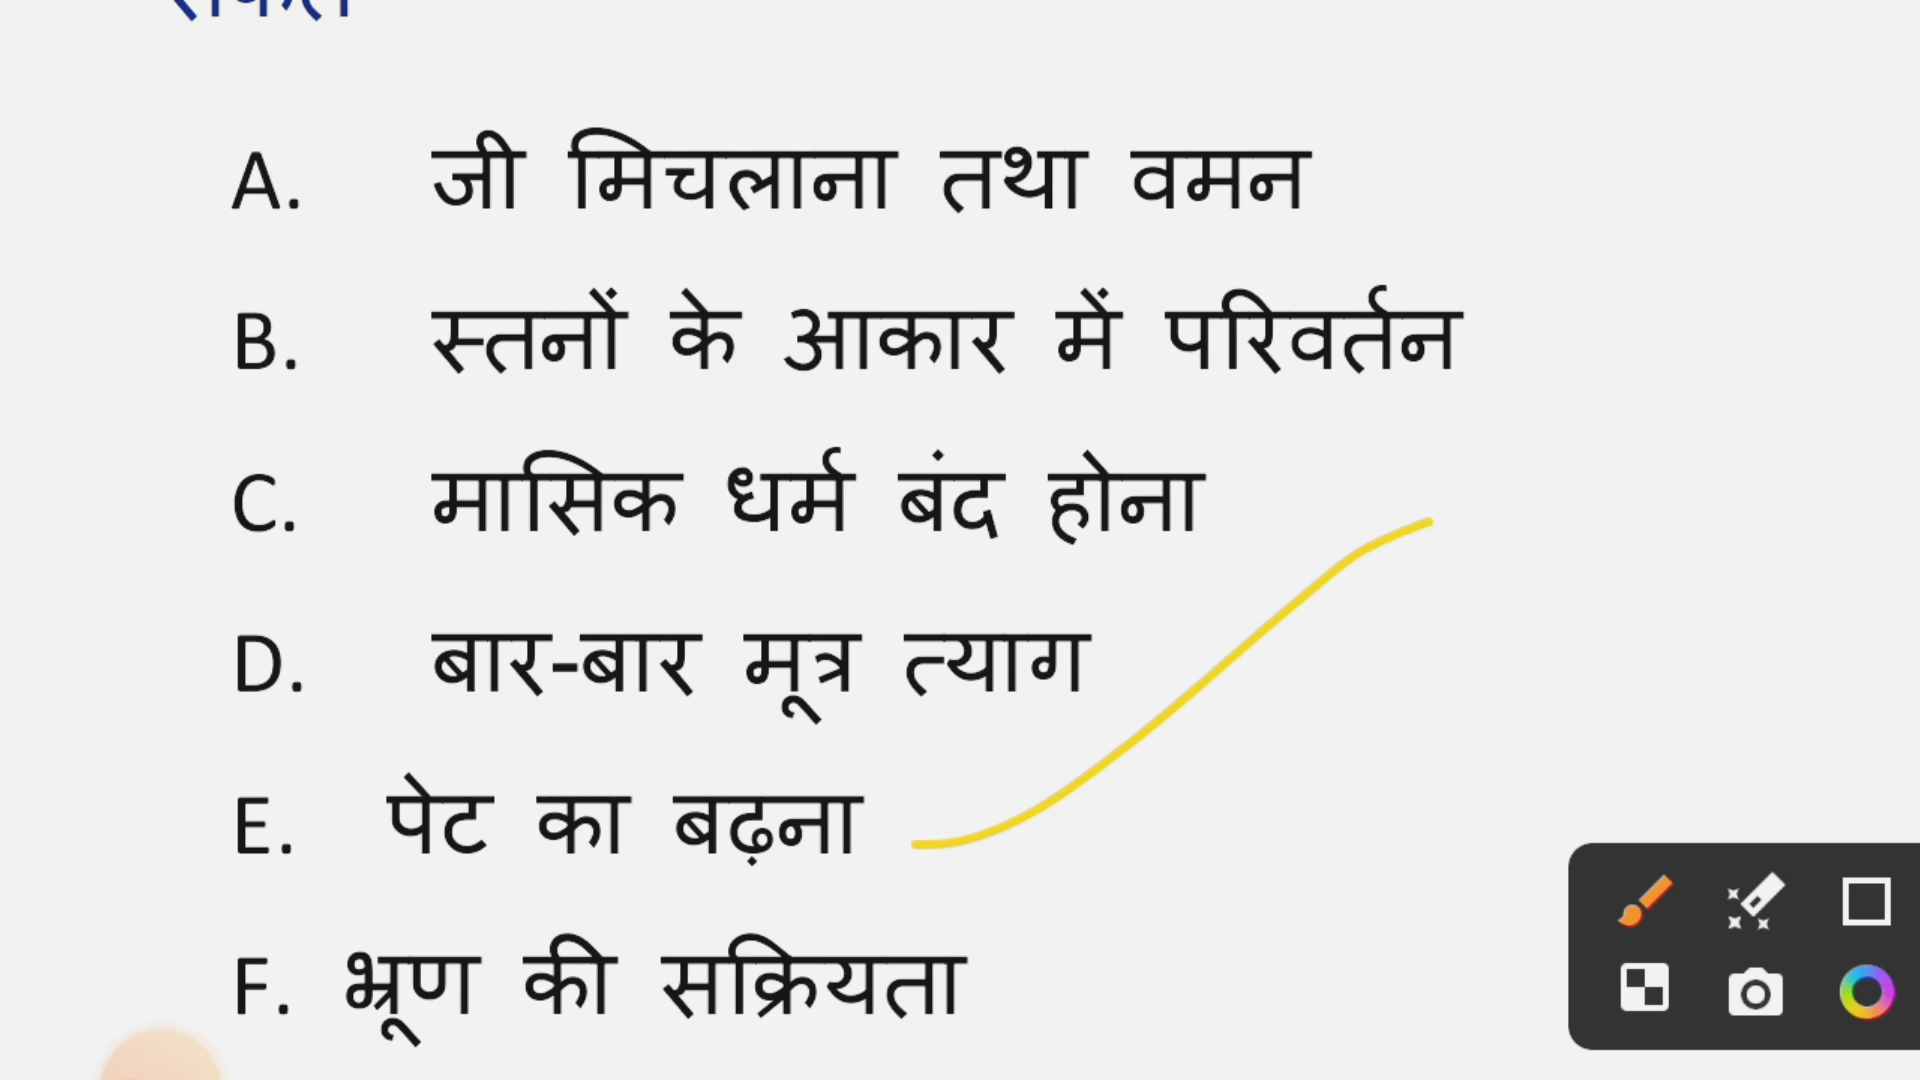 A. जी मिचलाना तथा वमन
B. स्तनों के आकार में परिवर्तन
C. मासिक धर्म बंद होना
D. बार-बार मूत्र त्याग
E. पेट का बढ़ना
F. भ्रूण की सक्रियता